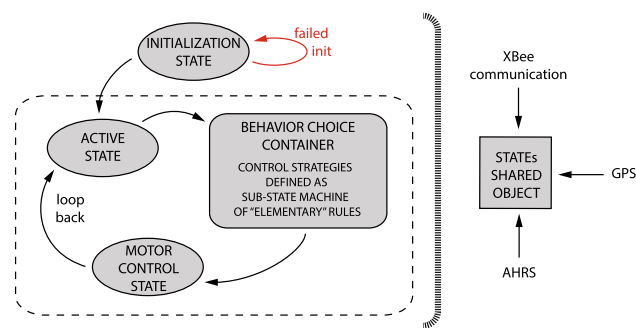 INITIALIZATION
STATE
failed
init
ACTIVE
STATE
BEHAVIOR CHOICE
CONTAINER
CONTROL STRATEGIES
DEFINED AS
SUB-STATE MACHINE
OF "ELEMENTARY" RULES
loop
back
MOTOR
CONTROL
STATE
XBee
communication
STATEs
SHARED
OBJECT
GPS
AHRS